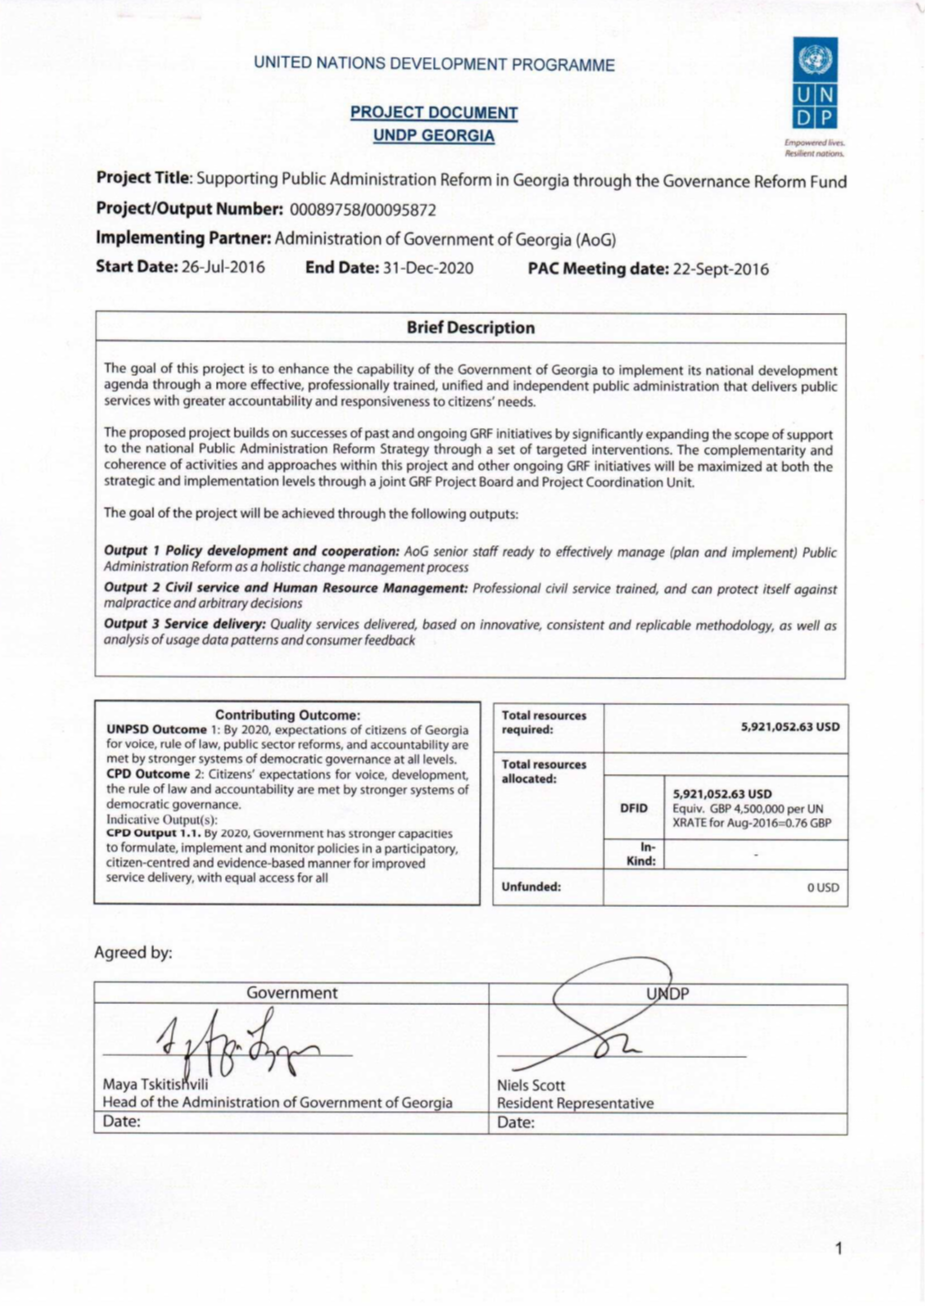 UNITED NATIONS DEVELOPMENT PROGRAMME
U N
D P
Empowered lives.
Resilient nations.
PROJECT DOCUMENT
UNDP GEORGIA
Project Title: Supporting Public Administration Reform in Georgia through the Governance Reform Fund
Project/Output Number: 00089758/00095872
Implementing Partner: Administration of Government of Georgia (AoG)
Start Date: 26-Jul-2016 End Date: 31-Dec-2020 PAC Meeting date: 22-Sept-2016
Brief Description
The goal of this project is to enhance the capability of the Government of Georgia to implement its national development
agenda through a more effective, professionally trained, unified and independent public administration that delivers public
services with greater accountability and responsiveness to citizens' needs.
The proposed project builds on successes of past and ongoing GRF initiatives by significantly expanding the scope of support
to the national Public Administration Reform Strategy through a set of targeted interventions. The complementarity and
coherence of activities and approaches within this project and other ongoing GRF initiatives will be maximized at both the
strategic and implementation levels through a joint GRF Project Board and Project Coordination Unit.
The goal of the project will be achieved through the following outputs:
Output 1 Policy development and cooperation: AoG senior staff ready to effectively manage (plan and implement) Public
Administration Reform as a holistic change management process
Output 2 Civil service and Human Resource Management: Professional civil service trained, and can protect itself against
malpractice and arbitrary decisions
Output 3 Service delivery: Quality services delivered, based on innovative, consistent and replicable methodology, as well as
analysis of usage data patterns and consumer feedback
Contributing Outcome:
UNPSD Outcome 1: By 2020, expectations of citizens of Georgia
for voice, rule of law, public sector reforms, and accountability are
met by stronger systems of democratic governance at all levels.
CPD Outcome 2: Citizens' expectations for voice, development,
the rule of law and accountability are met by stronger systems of
democratic governance.
Indicative Output(s):
CPD Output 1.1. By 2020, Government has stronger capacities
to formulate, implement and monitor policies in a participatory,
citizen-centred and evidence-based manner for improved
service delivery, with equal access for all
Total resources
required:
5,921,052.63 USD
Total resources
allocated:
DFID
5,921,052.63 USD
Equiv. GBP 4,500,000 per UN
XRATE for Aug-2016=0.76 GBP
In-
Kind:
-
Unfunded:
0 USD
Agreed by:
Government
UNDP
Maya Tskitishvili
Head of the Administration of Government of Georgia
Date:
Niels Scott
Resident Representative
Date:
1